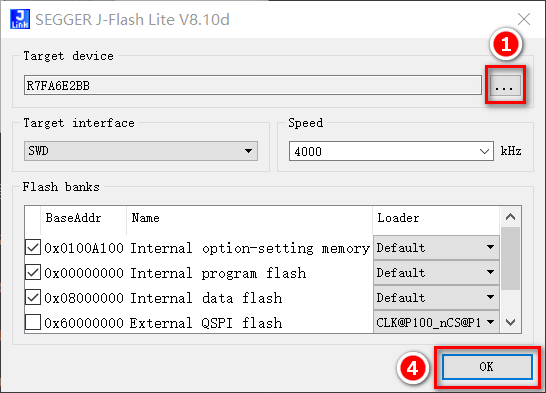 J
LINK
SEGGER J-Flash Lite V8.10d
1
Target device
R7FA6E2BB
...
Target interface
Speed
SWD
4000
kHz
Flash banks
BaseAddr Name Loader
0x0100A100 Internal option-setting memory Default
0x00000000 Internal program flash Default
0x08000000 Internal data flash Default
0x60000000 External QSPI flash CLK@P100_nCS@P1
4
OK